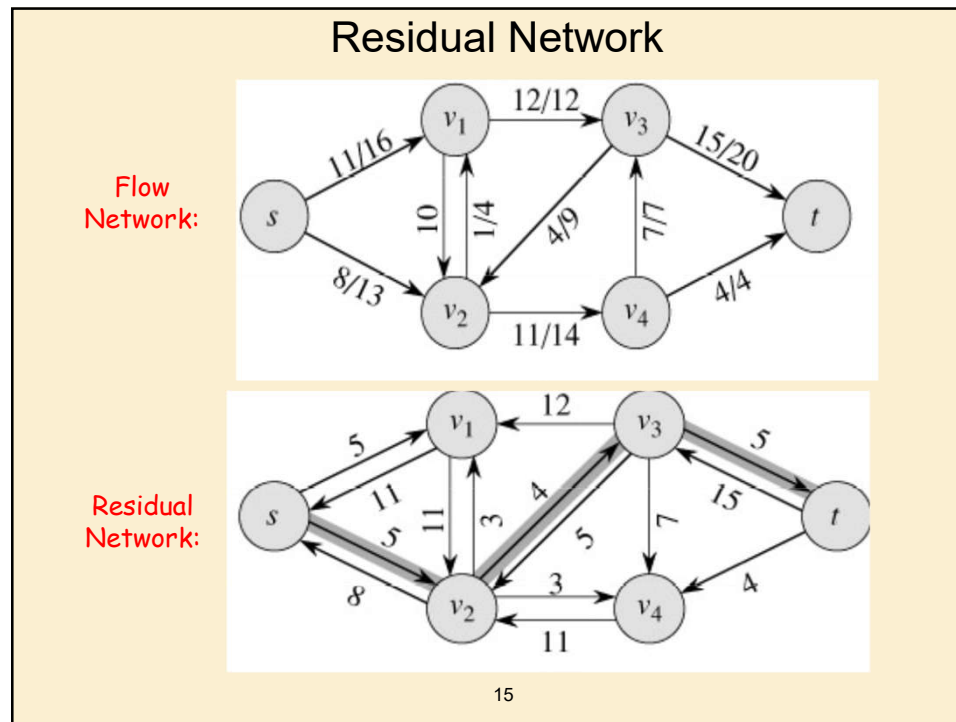 Residual Network
Flow
Network:
s
v1
v2
v3
v4
t
11/16
8/13
12/12
10
1/4
4/9
7/7
11/14
15/20
4/4
Residual
Network:
s
v1
v2
v3
v4
t
5
11
5
8
12
11
3
4
5
3
11
7
5
15
4
15